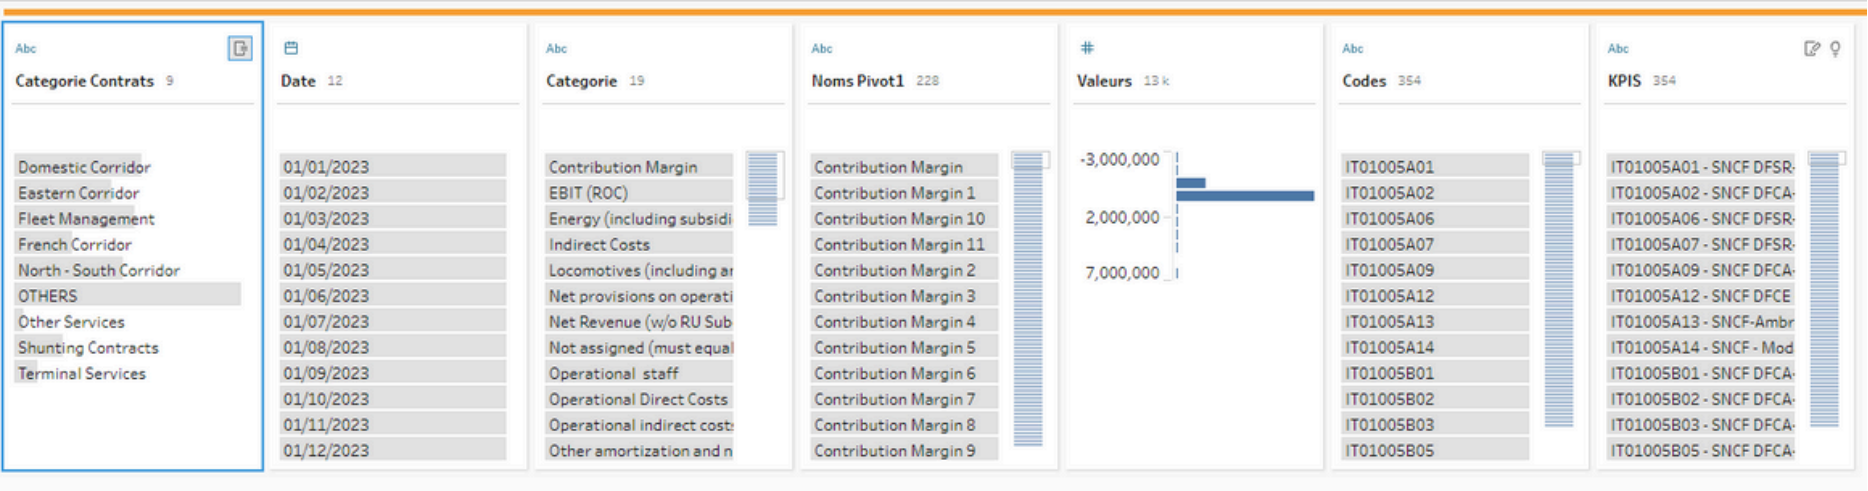 Abc
Categorie Contrats 9
Domestic Corridor
Eastern Corridor
Fleet Management
French Corridor
North - South Corridor
OTHERS
Other Services
Shunting Contracts
Terminal Services
Date 12
01/01/2023
01/02/2023
01/03/2023
01/04/2023
01/05/2023
01/06/2023
01/07/2023
01/08/2023
01/09/2023
01/10/2023
01/11/2023
01/12/2023
Abc
Categorie 19
Contribution Margin
EBIT (ROC)
Energy (including subsidi
Indirect Costs
Locomotives (including ar
Net provisions on operati
Net Revenue (w/o RU Sub
Not assigned (must equal
Operational staff
Operational Direct Costs
Operational indirect costs
Other amortization and n
Abc
Noms Pivot1 228
Contribution Margin
Contribution Margin 1
Contribution Margin 10
Contribution Margin 11
Contribution Margin 2
Contribution Margin 3
Contribution Margin 4
Contribution Margin 5
Contribution Margin 6
Contribution Margin 7
Contribution Margin 8
Contribution Margin 9
#
Valeurs 13 k
-3,000,000
2,000,000
7,000,000
Abc
Codes 354
IT01005A01
IT01005A02
IT01005A06
IT01005A07
IT01005A09
IT01005A12
IT01005A13
IT01005A14
IT01005B01
IT01005B02
IT01005B03
IT01005B05
Abc
KPIS 354
IT01005A01 - SNCF DFSR-
IT01005A02 - SNCF DFCA-
IT01005A06 - SNCF DFSR-
IT01005A07 - SNCF DFSR-
IT01005A09 - SNCF DFCA-
IT01005A12 - SNCF DFCE
IT01005A13 - SNCF-Ambr
IT01005A14 - SNCF - Mod
IT01005B01 - SNCF DFCA-
IT01005B02 - SNCF DFCA-
IT01005B03 - SNCF DFCA-
IT01005B05 - SNCF DFCA-